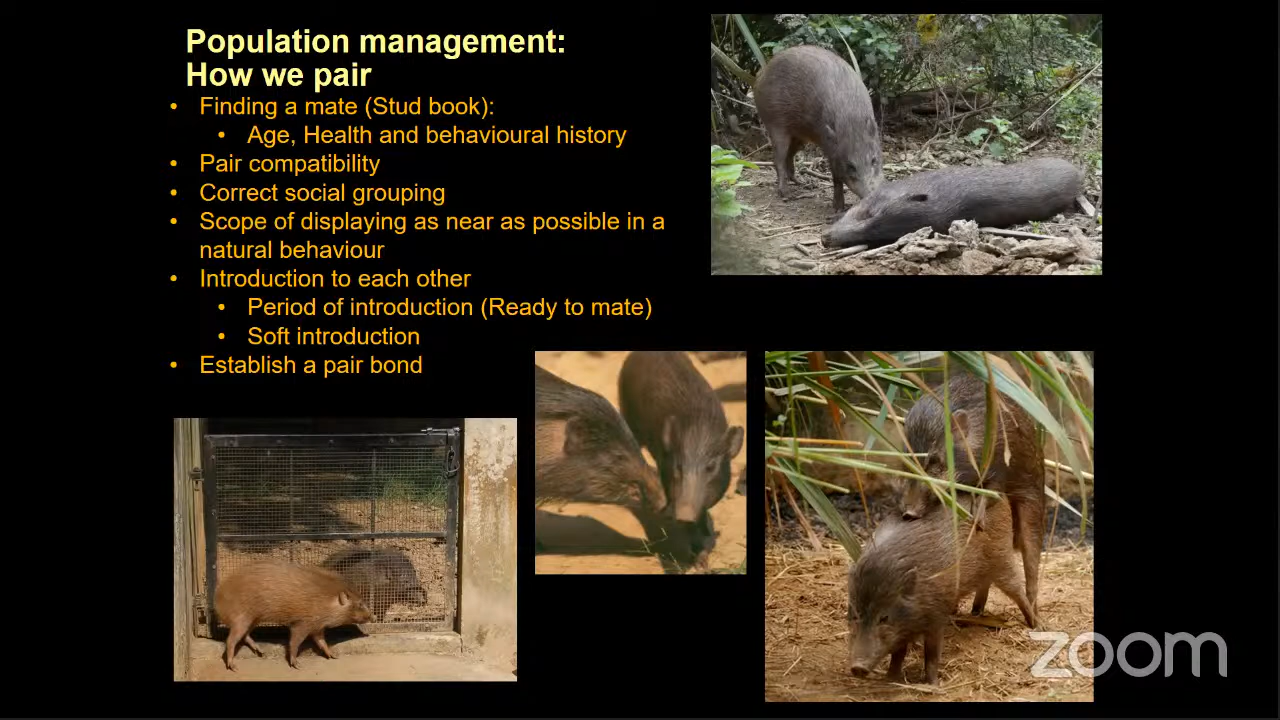 Population management:
How we pair
• Finding a mate (Stud book):
• Age, Health and behavioural history
• Pair compatibility
• Correct social grouping
• Scope of displaying as near as possible in a
natural behaviour
• Introduction to each other
• Period of introduction (Ready to mate)
• Soft introduction
• Establish a pair bond
zoom